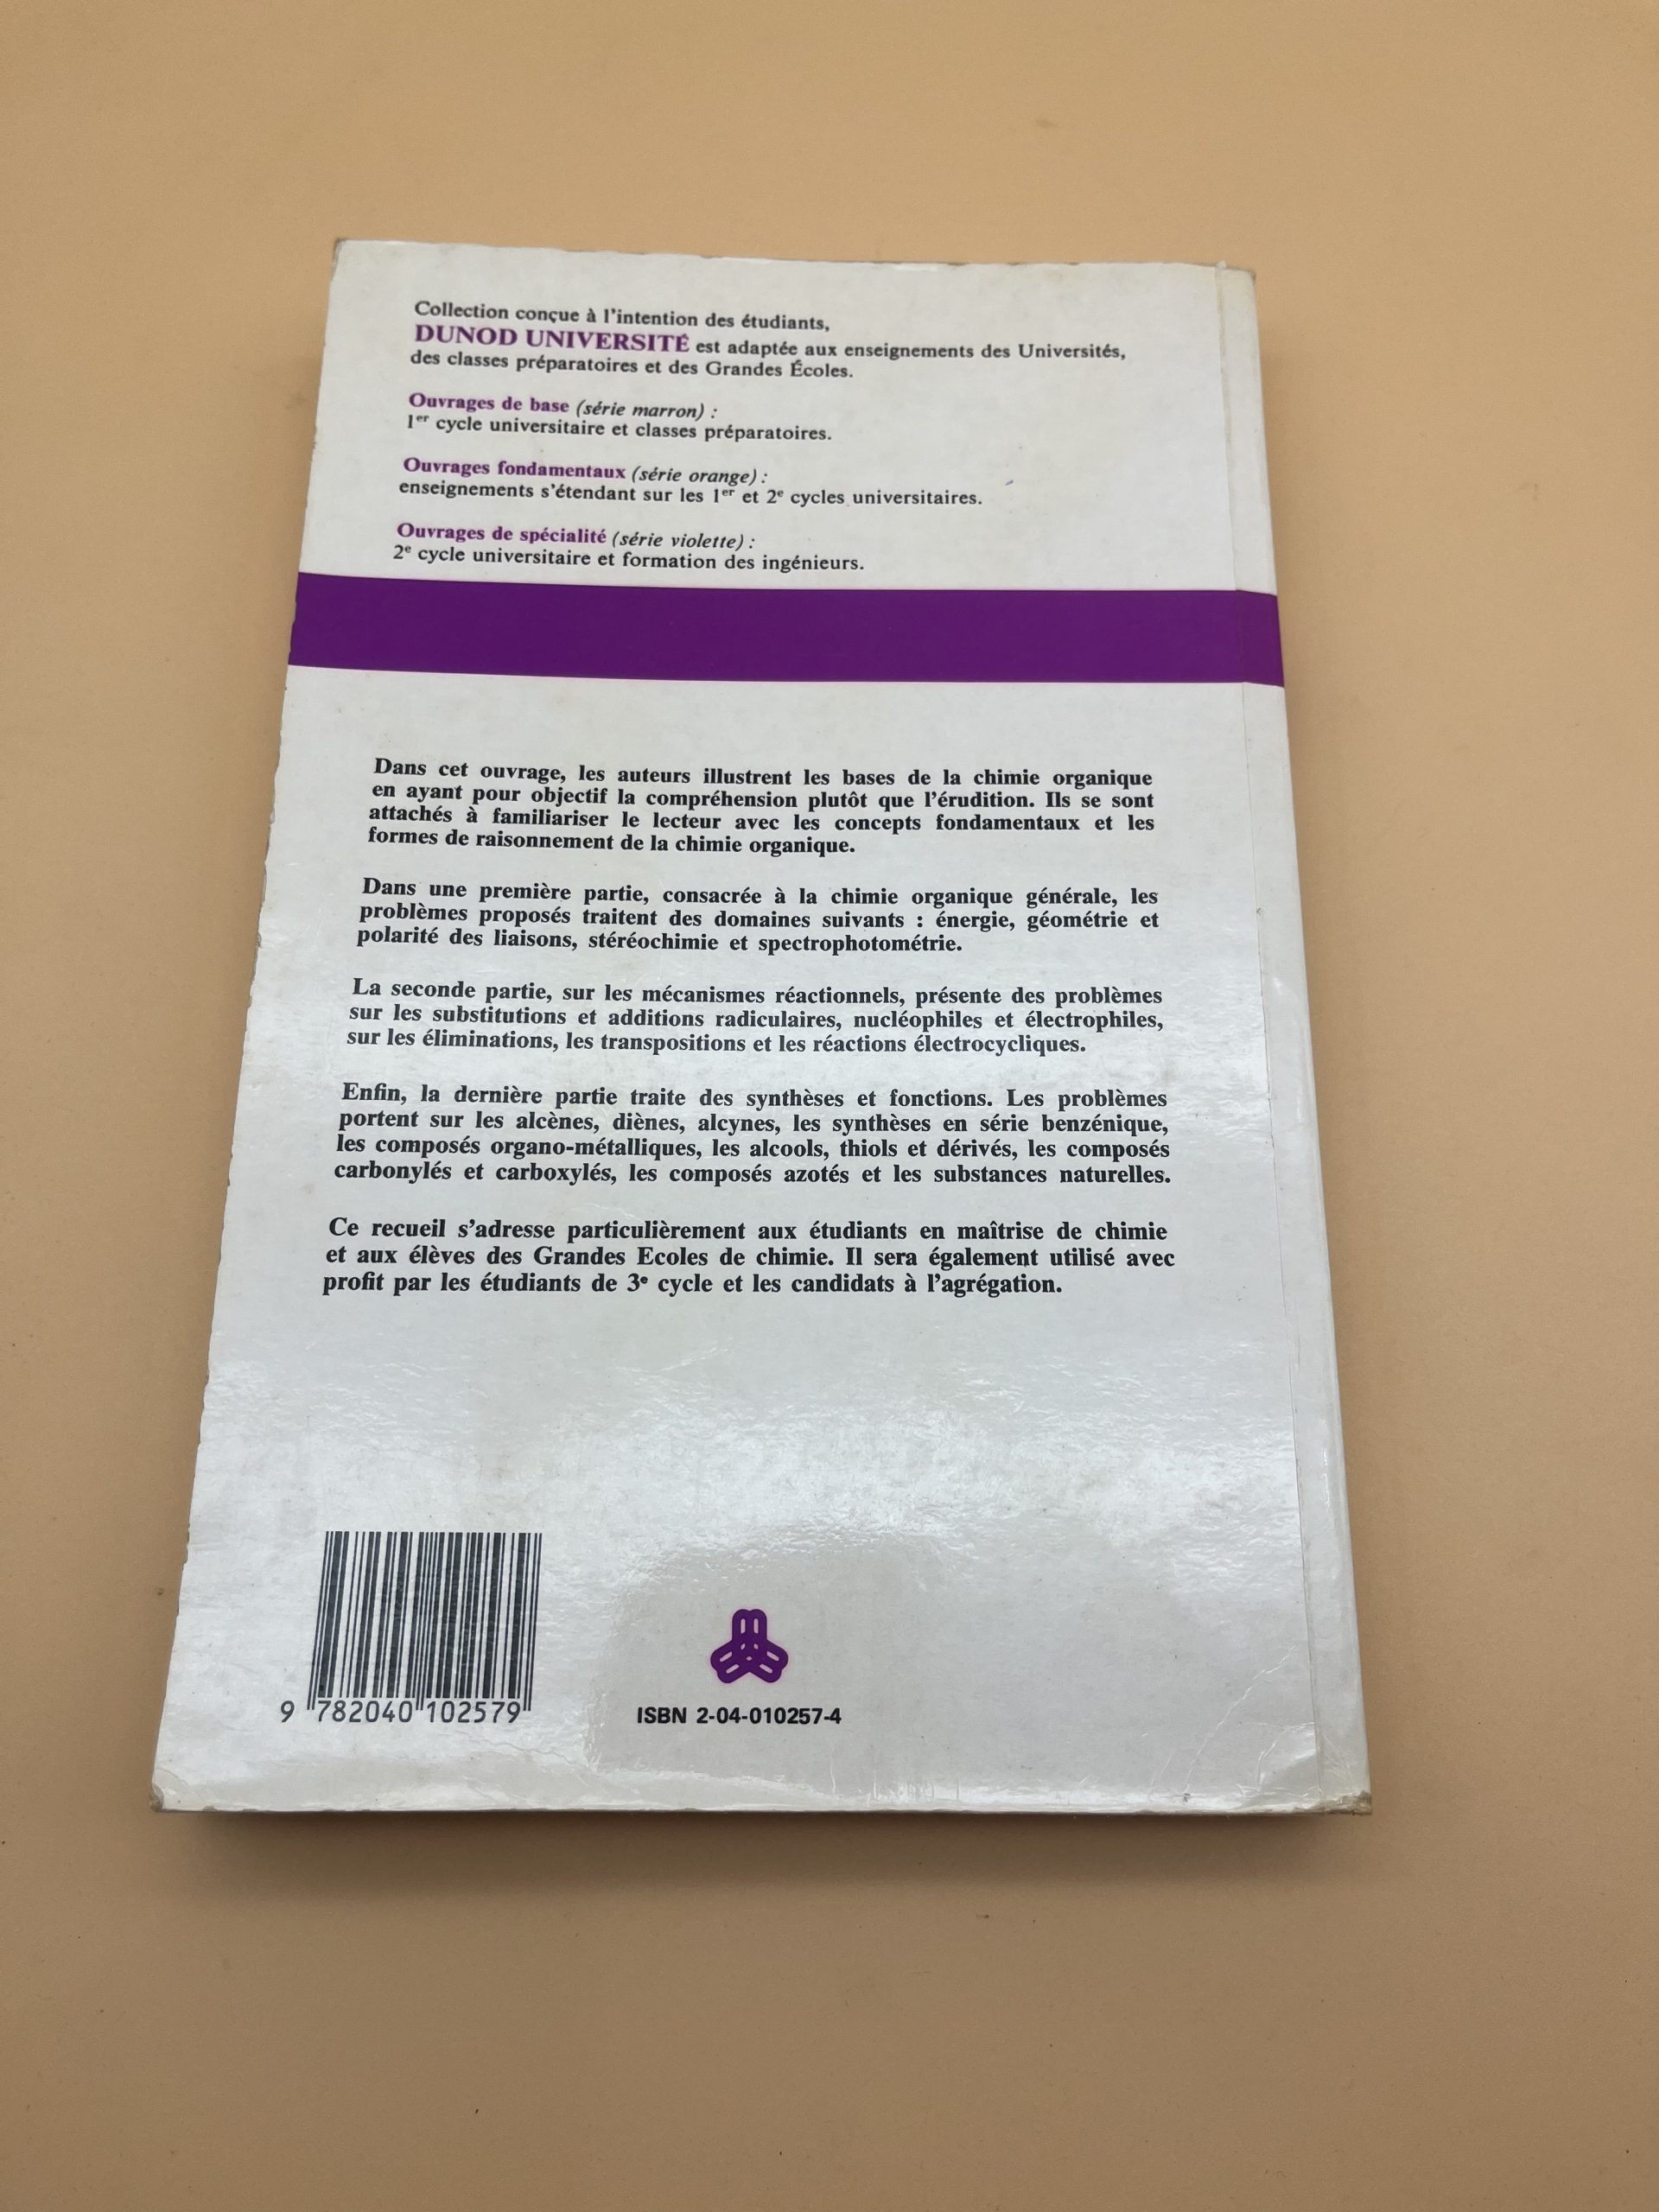 Collection conçue à l'intention des étudiants,
DUNOD UNIVERSITÉ est adaptée aux enseignements des Universités,
des classes préparatoires et des Grandes Écoles.
Ouvrages de base (série marron) :
1er cycle universitaire et classes préparatoires.
Ouvrages fondamentaux (série orange) :
enseignements s'étendant sur les 1er et 2e cycles universitaires.
Ouvrages de spécialité (série violette) :
2e cycle universitaire et formation des ingénieurs.
Dans cet ouvrage, les auteurs illustrent les bases de la chimie organique
en ayant pour objectif la compréhension plutôt que l'érudition. Ils se sont
attachés à familiariser le lecteur avec les concepts fondamentaux et les
formes de raisonnement de la chimie organique.
Dans une première partie, consacrée à la chimie organique générale, les
problèmes proposés traitent des domaines suivants : énergie, géométrie et
polarité des liaisons, stéréochimie et spectrophotométrie.
La seconde partie, sur les mécanismes réactionnels, présente des problèmes
sur les substitutions et additions radiculaires, nucléophiles et électrophiles,
sur les éliminations, les transpositions et les réactions électrocycliques.
Enfin, la dernière partie traite des synthèses et fonctions. Les problèmes
portent sur les alcènes, diènes, alcynes, les synthèses en série benzénique,
les composés organo-métalliques, les alcools, thiols et dérivés, les composés
carbonylés et carboxylés, les composés azotés et les substances naturelles.
Ce recueil s'adresse particulièrement aux étudiants en maîtrise de chimie
et aux élèves des Grandes Ecoles de chimie. Il sera également utilisé avec
profit par les étudiants de 3e cycle et les candidats à l'agrégation.
9 782040 102579
ISBN 2-04-010257-4